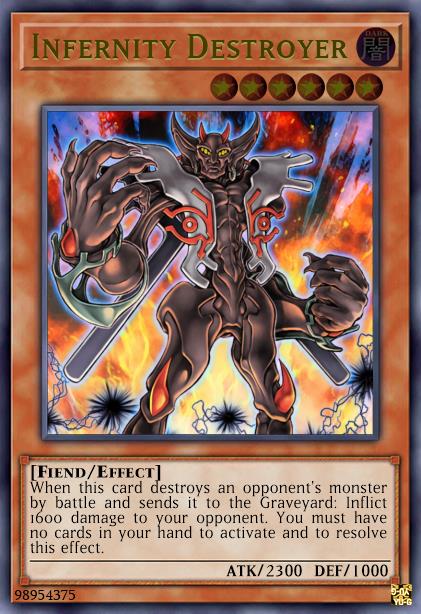 Infernity Destroyer
DARK
闇
[Fiend/Effect]
When this card destroys an opponent's monster
by battle and sends it to the Graveyard: Inflict
1600 damage to your opponent. You must have
no cards in your hand to activate and to resolve
this effect.
ATK/2300 DEF/1000
98954375